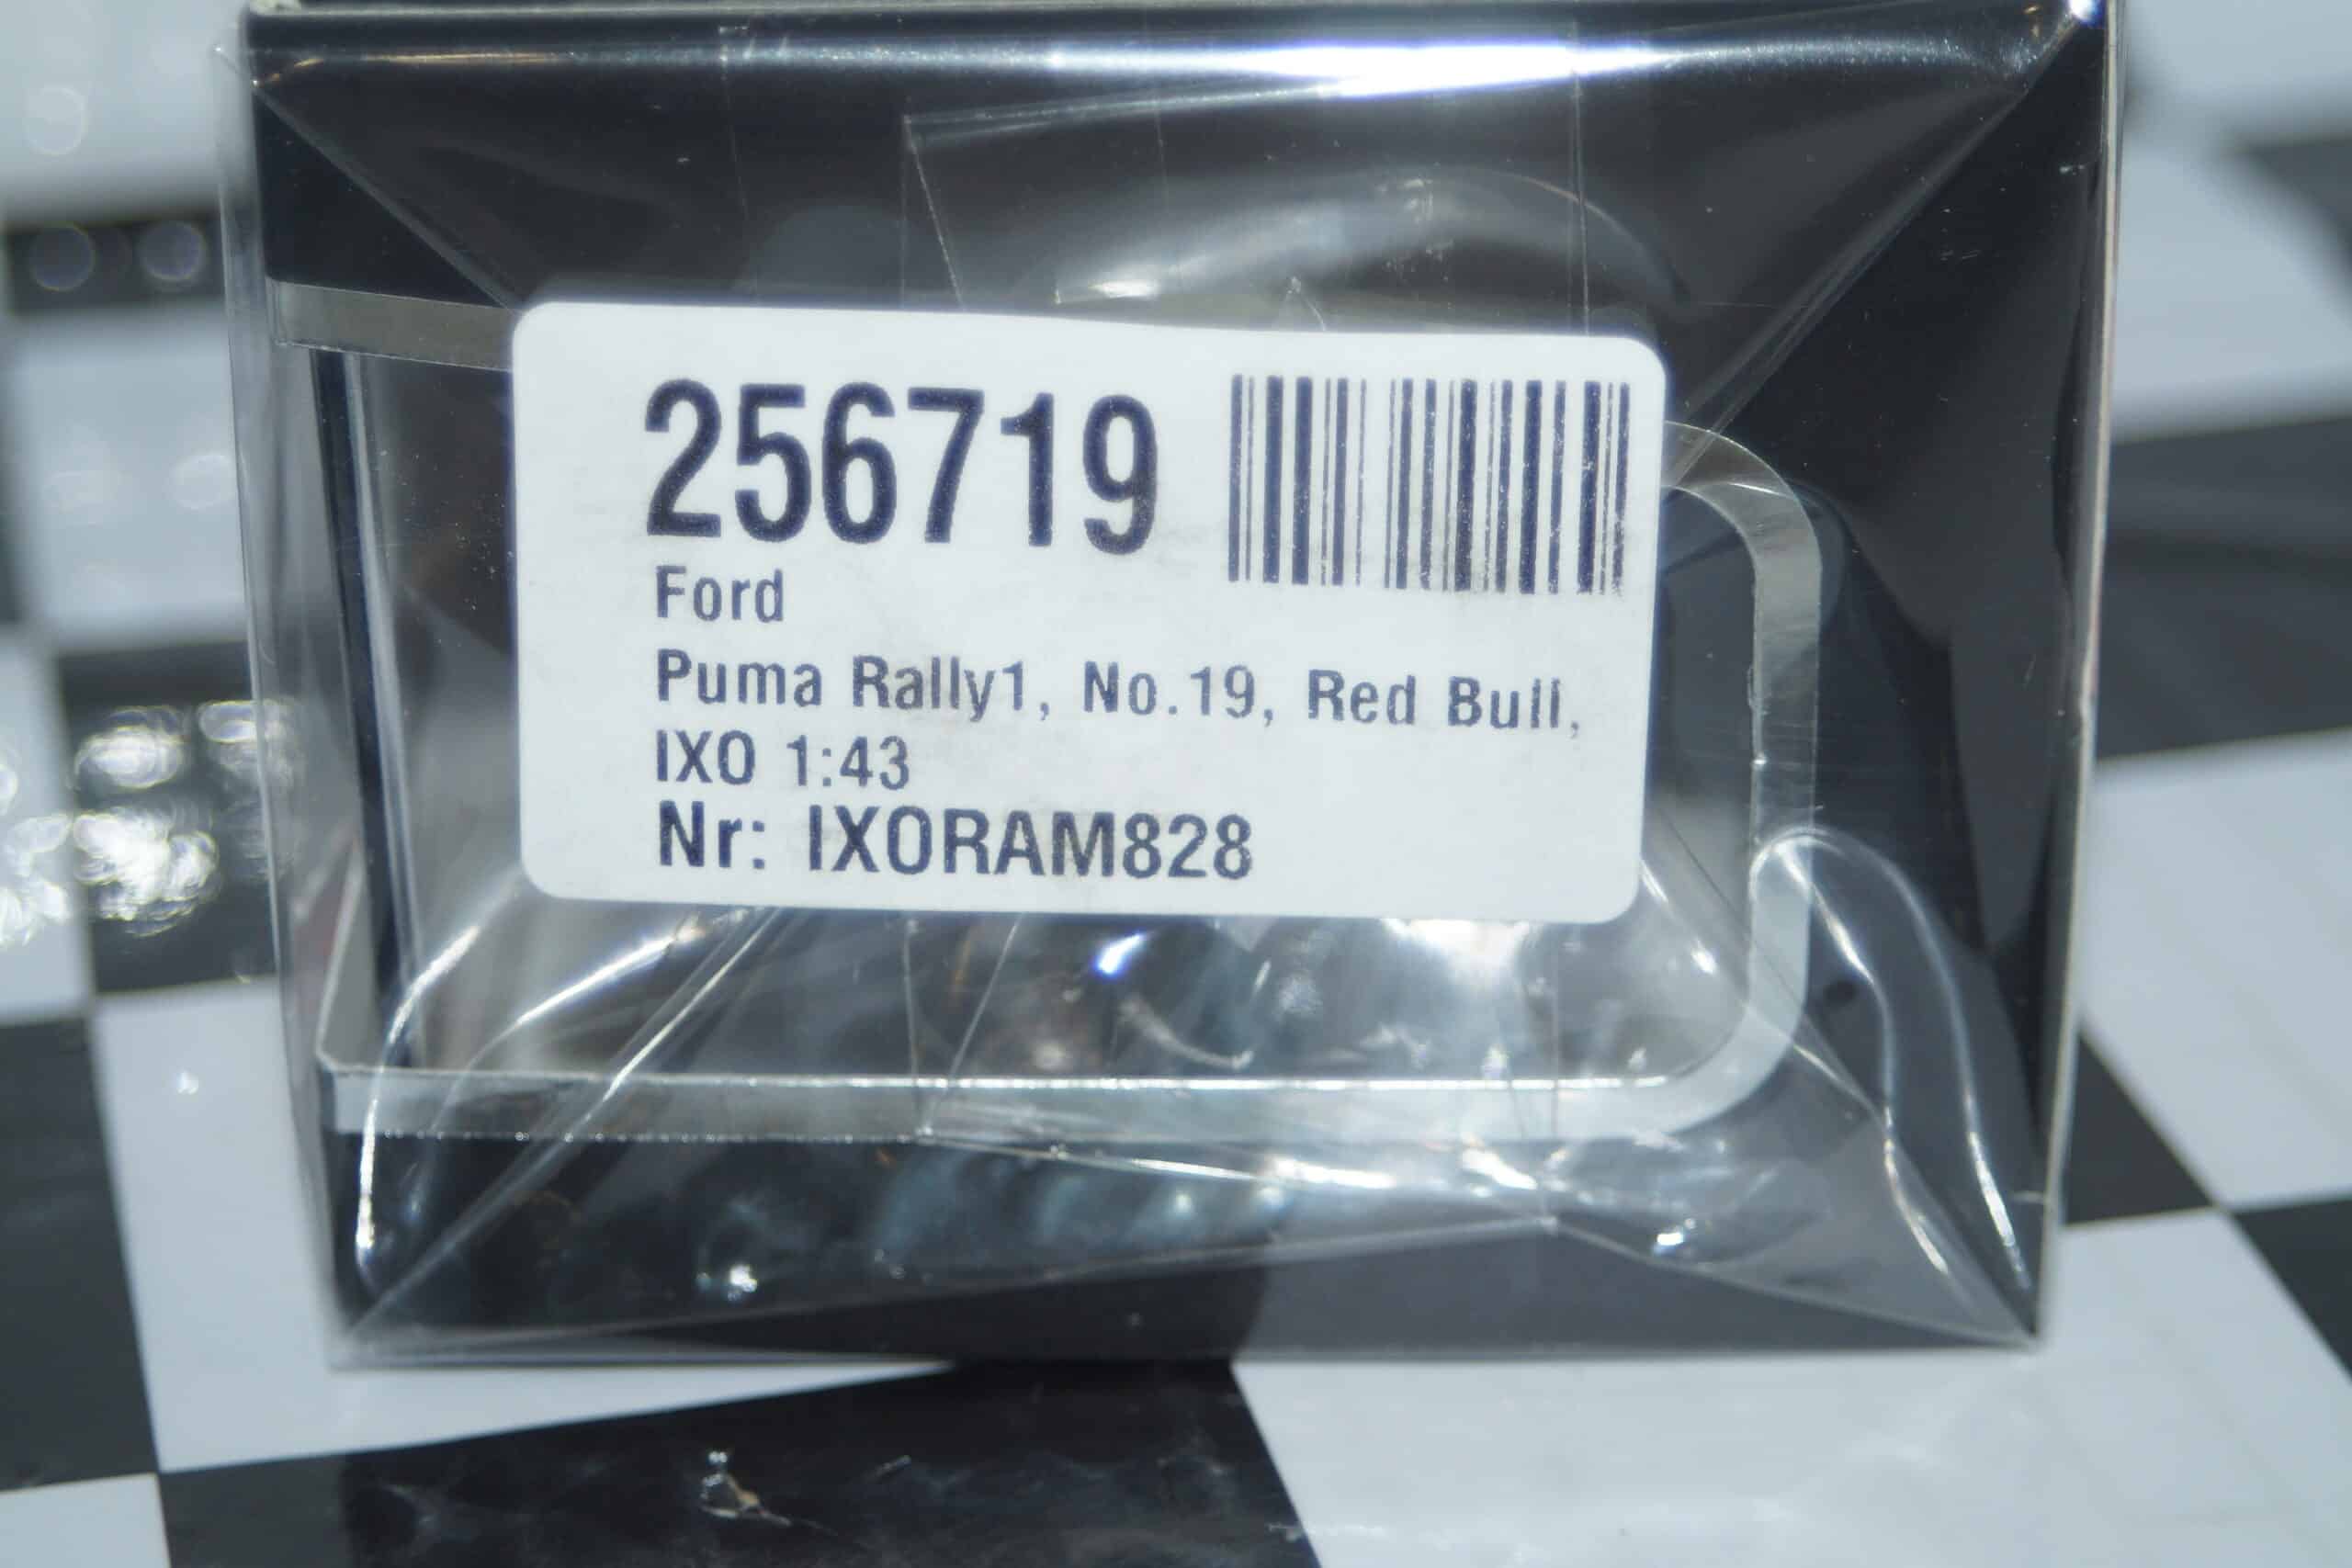 256719
Ford
Puma Rally1, No.19, Red Bull,
IXO 1:43
Nr: IXORAM828